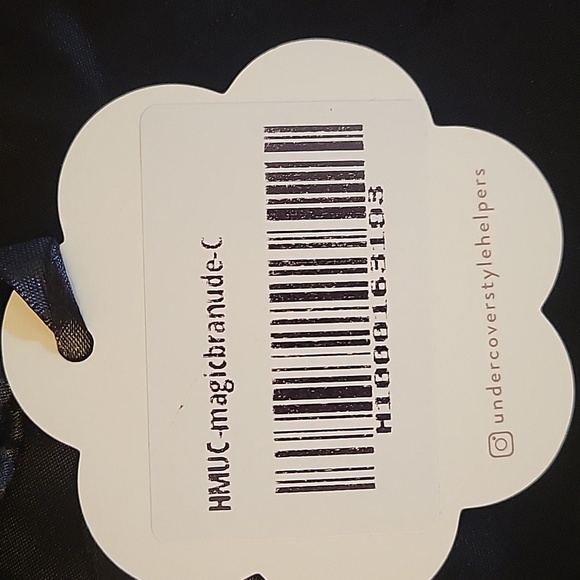 HMUC-magicbranude-C
H1000163193
undercoverstylehelpers